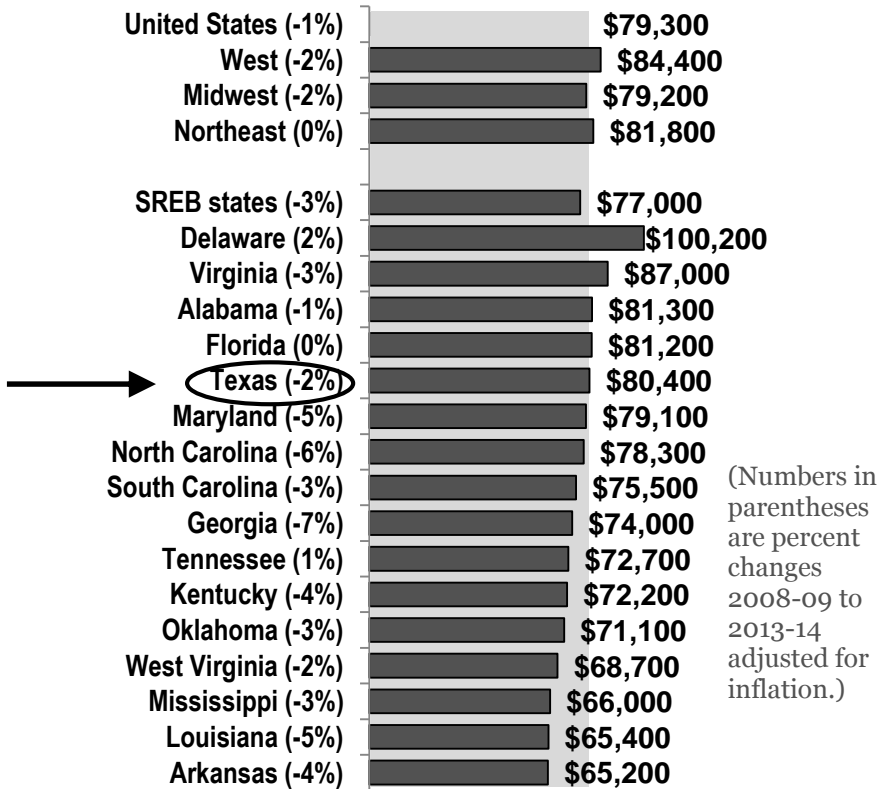 United States (-1%) $79,300
West (-2%) $84,400
Midwest (-2%) $79,200
Northeast (0%) $81,800
SREB states (-3%) $77,000
Delaware (2%) $100,200
Virginia (-3%) $87,000
Alabama (-1%) $81,300
Florida (0%) $81,200
Texas (-2%) $80,400
Maryland (-5%) $79,100
North Carolina (-6%) $78,300
South Carolina (-3%) $75,500
Georgia (-7%) $74,000
Tennessee (1%) $72,700
Kentucky (-4%) $72,200
Oklahoma (-3%) $71,100
West Virginia (-2%) $68,700
Mississippi (-3%) $66,000
Louisiana (-5%) $65,400
Arkansas (-4%) $65,200
(Numbers in
parentheses
are percent
changes
2008-09 to
2013-14
adjusted for
inflation.)